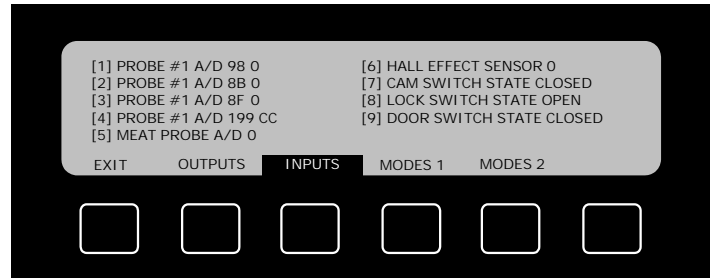 [1] PROBE #1 A/D 98 0
[2] PROBE #1 A/D 8B 0
[3] PROBE #1 A/D 8F 0
[4] PROBE #1 A/D 199 CC
[5] MEAT PROBE A/D 0
[6] HALL EFFECT SENSOR 0
[7] CAM SWITCH STATE CLOSED
[8] LOCK SWITCH STATE OPEN
[9] DOOR SWITCH STATE CLOSED
EXIT OUTPUTS INPUTS MODES 1 MODES 2